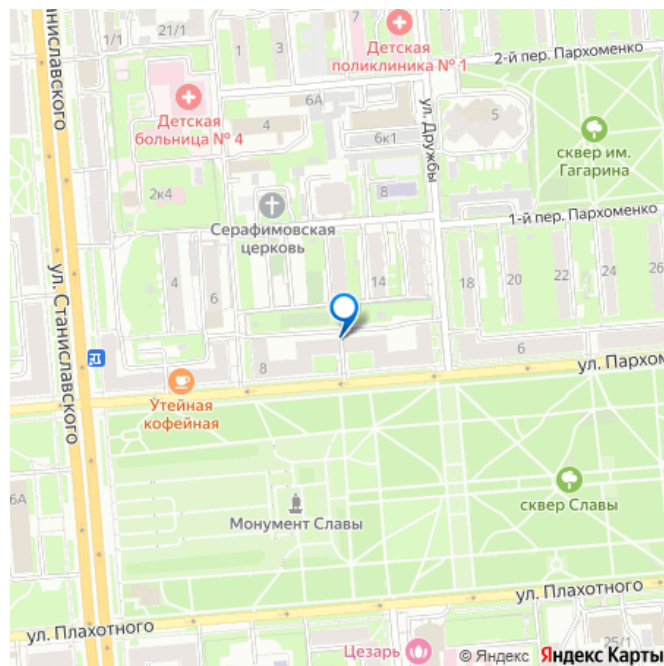 ул. Станиславского
1/1
21/1
1
3
7
Детская
поликлиника № 1
2-й пер. Пархоменко
Детская
больница № 4
6А
4
6к1
ул. Дружбы
5
сквер им.
Гагарина
2к4
8
Серафимовская
церковь
1-й пер. Пархоменко
4
6
14
18
20
22
24
26
ул. Станиславского
8
6
ул. Пархом
Утейная
кофейная
6А
Монумент Славы
сквер Славы
ул. Плахотного
ул. Плахотного
Цезарь
25/1
© Яндекс Яндекс Карты